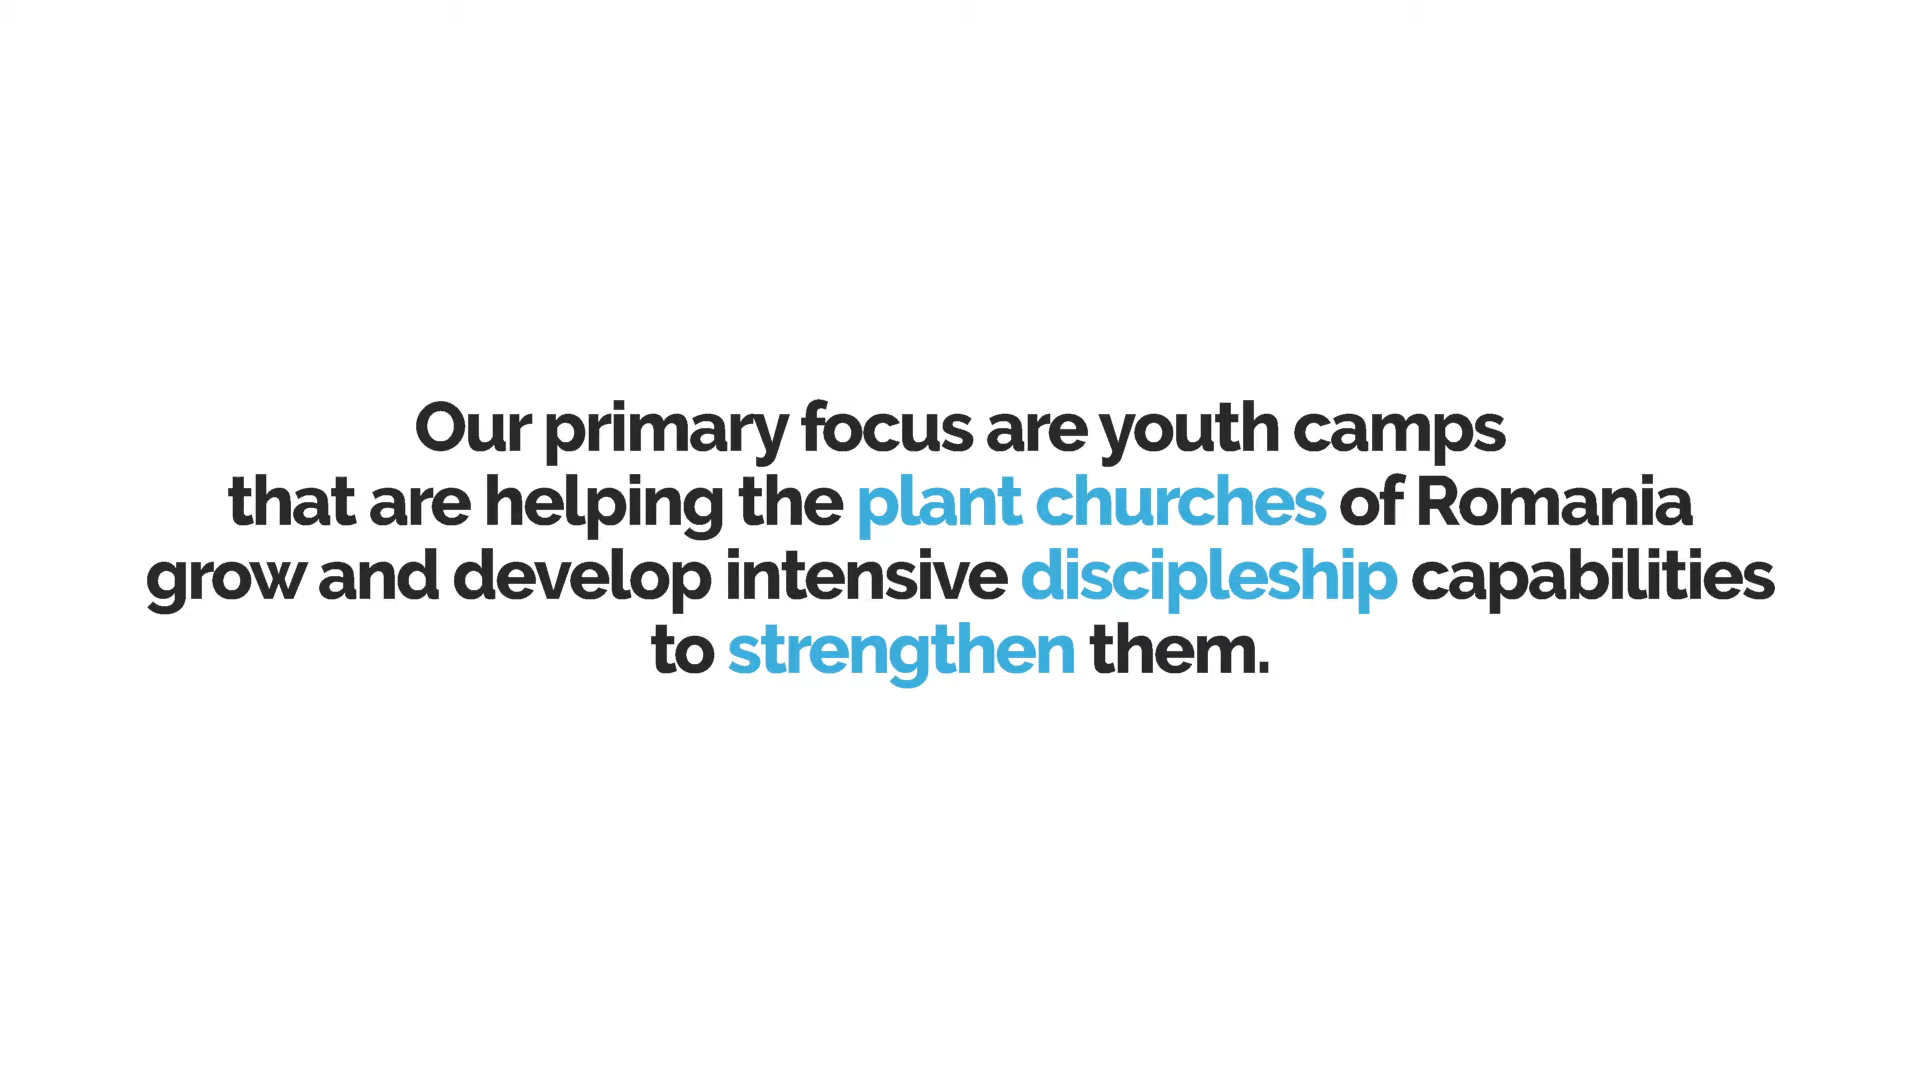 Our primary focus are youth camps
that are helping the plant churches of Romania
grow and develop intensive discipleship capabilities
to strengthen them.